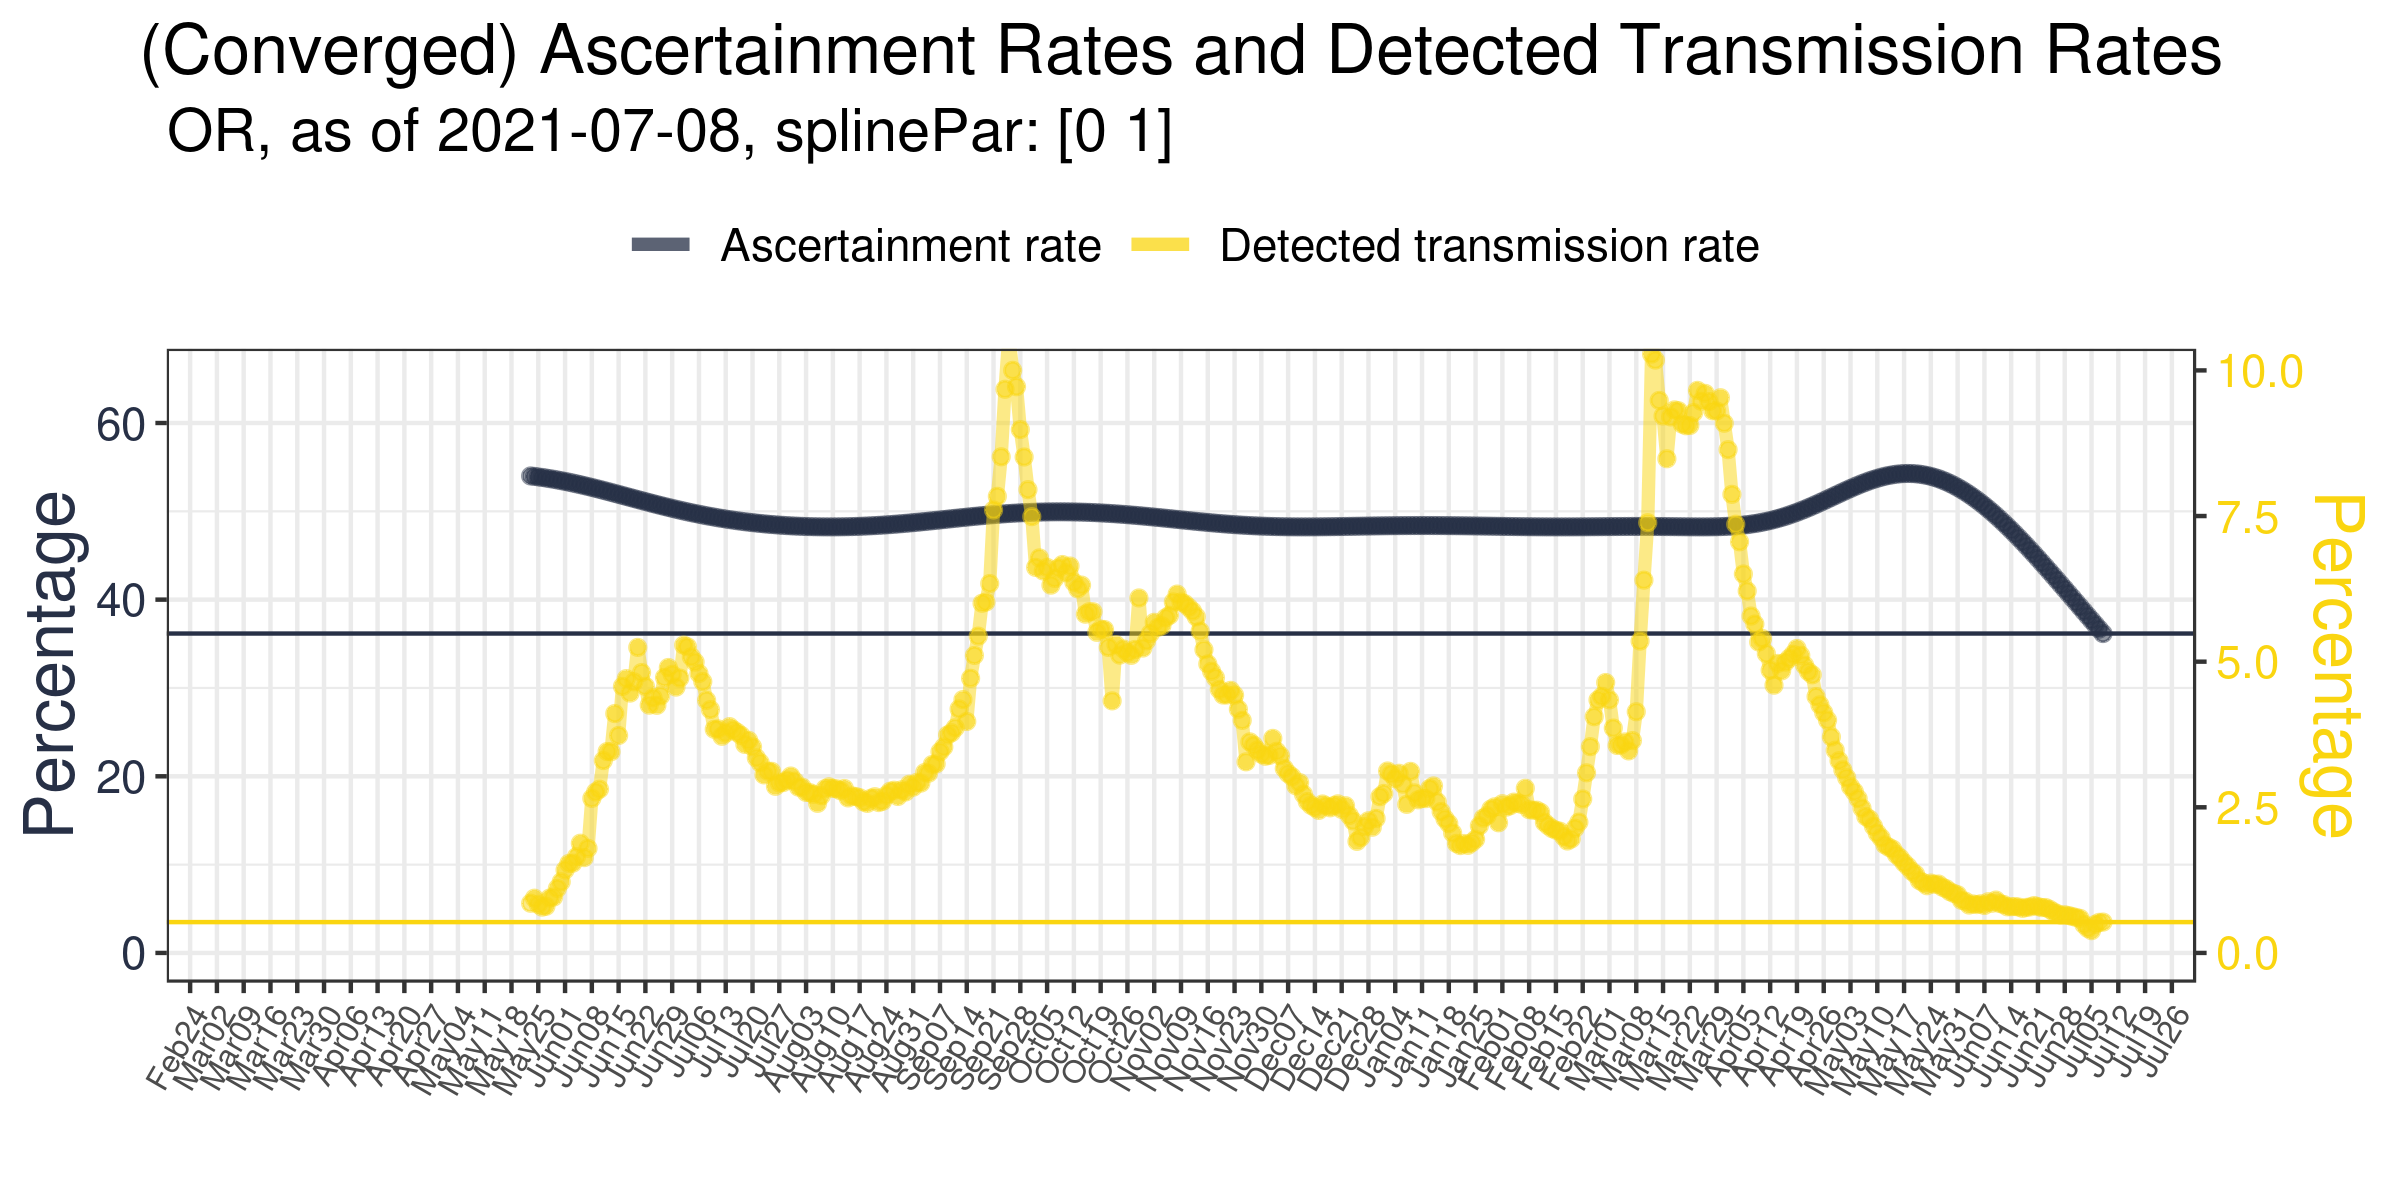 (Converged) Ascertainment Rates and Detected Transmission Rates
OR, as of 2021-07-08, splinePar: [0 1]
Ascertainment rate
Detected transmission rate
Percentage
60
40
20
0
10.0
7.5
5.0
2.5
0.0
Percentage
Feb24
Mar02
Mar09
Mar16
Mar23
Mar30
Apr06
Apr13
Apr20
Apr27
May04
May11
May18
May25
Jun01
Jun08
Jun15
Jun22
Jun29
Jul06
Jul13
Jul20
Jul27
Aug03
Aug10
Aug17
Aug24
Aug31
Sep07
Sep14
Sep21
Sep28
Oct05
Oct12
Oct19
Oct26
Nov02
Nov09
Nov16
Nov23
Nov30
Dec07
Dec14
Dec21
Dec28
Jan04
Jan11
Jan18
Jan25
Feb01
Feb08
Feb15
Feb22
Mar01
Mar08
Mar15
Mar22
Mar29
Apr05
Apr12
Apr19
Apr26
May03
May10
May17
May24
May31
Jun07
Jun14
Jun21
Jun28
Jul05
Jul12
Jul19
Jul26